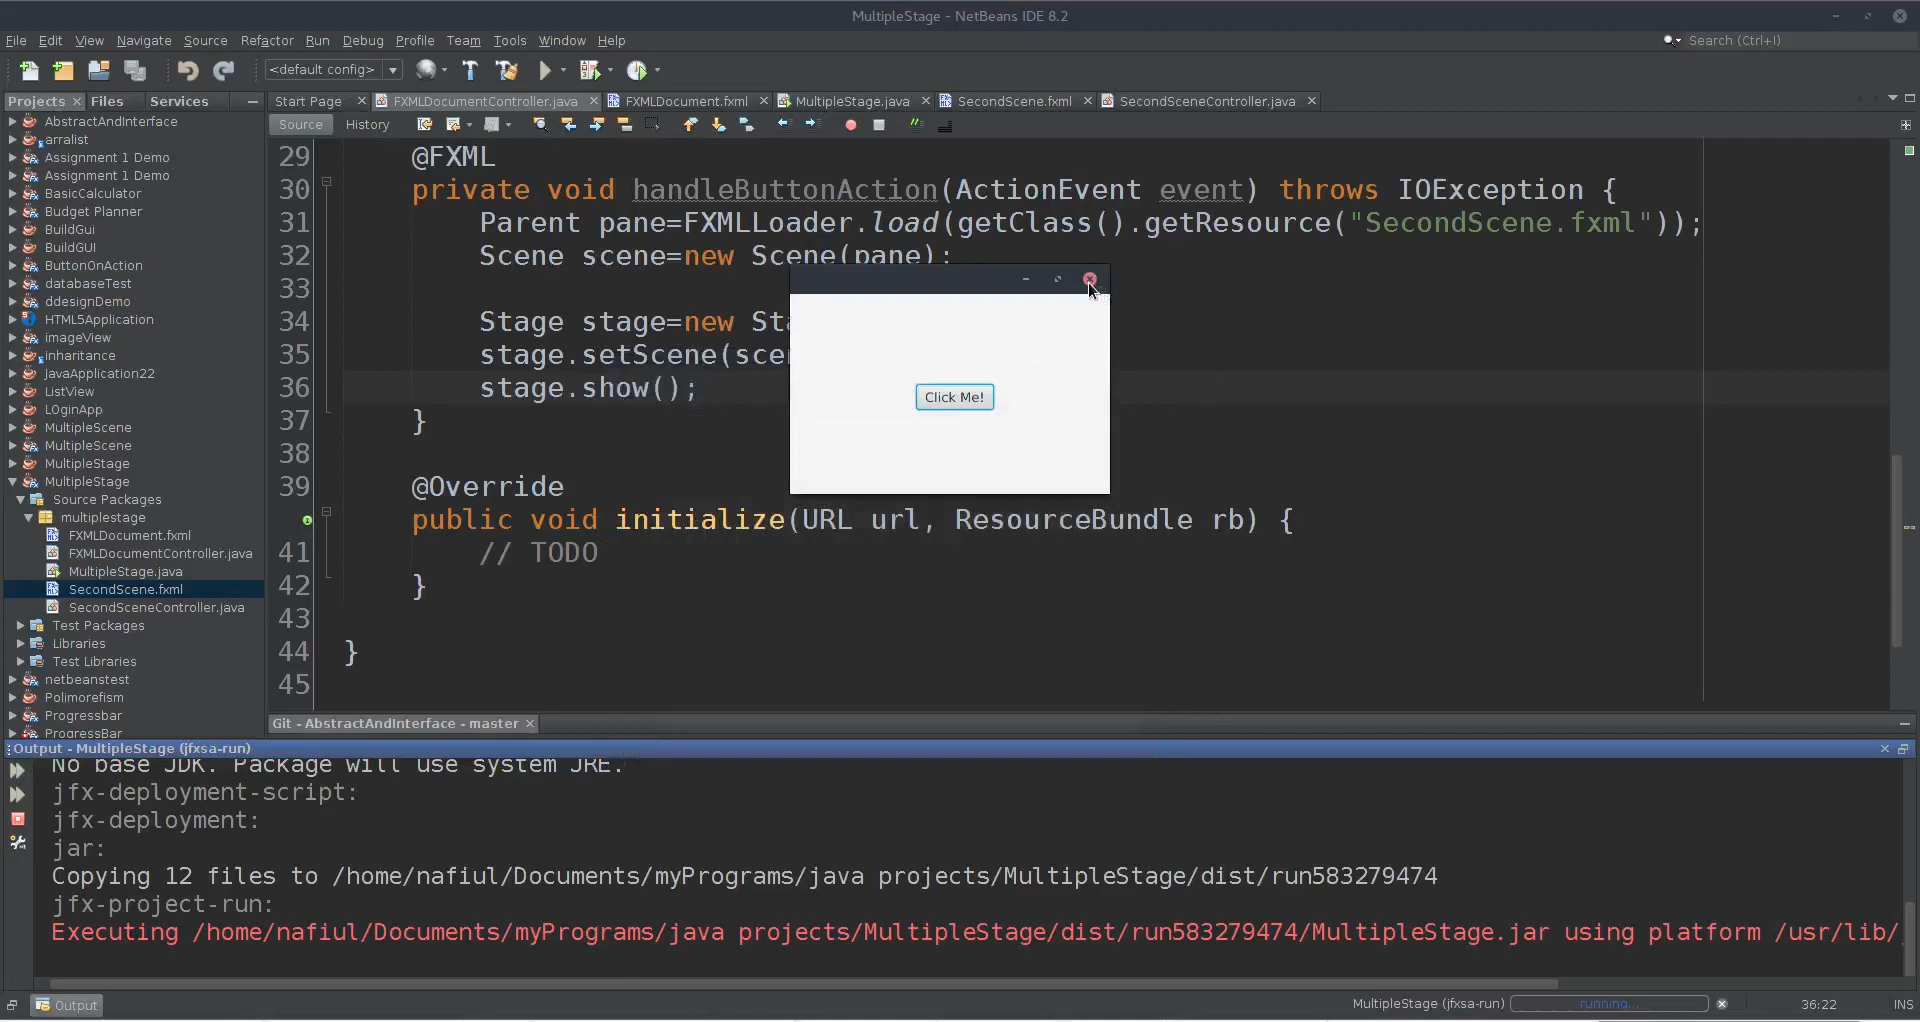 MultipleStage - NetBeans IDE 8.2
File Edit View Navigate Source Refactor Run Debug Profile Team Tools Window Help
Search (Ctrl+I)
<default config>
Projects Files Services
Start Page FXMLDocumentController.java FXMLDocument.fxml MultipleStage.java SecondScene.fxml SecondSceneController.java
Source History
AbstractAndInterface
arralist
Assignment 1 Demo
Assignment 1 Demo
BasicCalculator
Budget Planner
BuildGui
BuildGUI
ButtonOnAction
databaseTest
ddesignDemo
HTML5Application
imageView
inharitance
JavaApplication22
ListView
LOginApp
MultipleScene
MultipleScene
MultipleStage
MultipleStage
Source Packages
multiplestage
FXMLDocument.fxml
FXMLDocumentController.java
MultipleStage.java
SecondScene.fxml
SecondSceneController.java
Test Packages
Libraries
Test Libraries
netbeanstest
Polimorefism
Progressbar
ProgressBar
29 @FXML
30 private void handleButtonAction(ActionEvent event) throws IOException {
31 Parent pane=FXMLLoader.load(getClass().getResource("SecondScene.fxml"));
32 Scene scene=new Scene(pane);
33
34 Stage stage=new Sta
35 stage.setScene(scen
36 stage.show();
37 }
38
39 @Override
public void initialize(URL url, ResourceBundle rb) {
41 // TODO
42 }
43
44 }
45
Click Me!
Git - AbstractAndInterface - master
Output - MultipleStage (jfxsa-run)
No base JDK. Package will use system JRE.
jfx-deployment-script:
jfx-deployment:
jar:
Copying 12 files to /home/nafiul/Documents/myPrograms/java projects/MultipleStage/dist/run583279474
jfx-project-run:
Executing /home/nafiul/Documents/myPrograms/java projects/MultipleStage/dist/run583279474/MultipleStage.jar using platform /usr/lib/
Output
MultipleStage (jfxsa-run) running... 36:22 INS